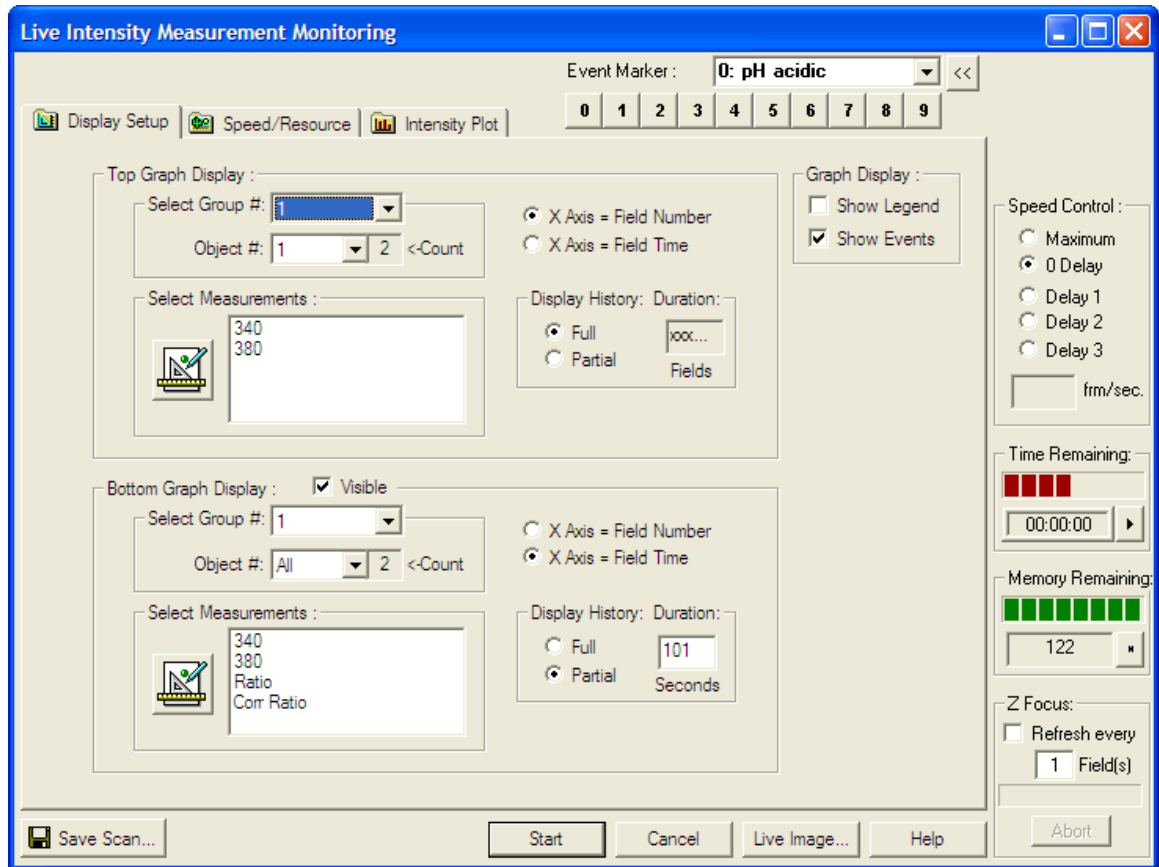 Live Intensity Measurement Monitoring
Event Marker :
0: pH acidic
<<
0 1 2 3 4 5 6 7 8 9
Display Setup
Speed/Resource
Intensity Plot
Top Graph Display :
Select Group #: 1
Object #: 1 2 <-Count
X Axis = Field Number
X Axis = Field Time
Select Measurements :
340
380
Display History: Duration:
Full
xxx...
Partial
Fields
Graph Display :
Show Legend
Show Events
Bottom Graph Display : Visible
Select Group #: 1
Object #: All 2 <-Count
X Axis = Field Number
X Axis = Field Time
Select Measurements :
340
380
Ratio
Corr Ratio
Display History: Duration:
Full
101
Partial
Seconds
Speed Control :
Maximum
0 Delay
Delay 1
Delay 2
Delay 3
frm/sec.
Time Remaining:
00:00:00
Memory Remaining:
122
Z Focus:
Refresh every
1 Field(s)
Abort
Save Scan...
Start
Cancel
Live Image...
Help